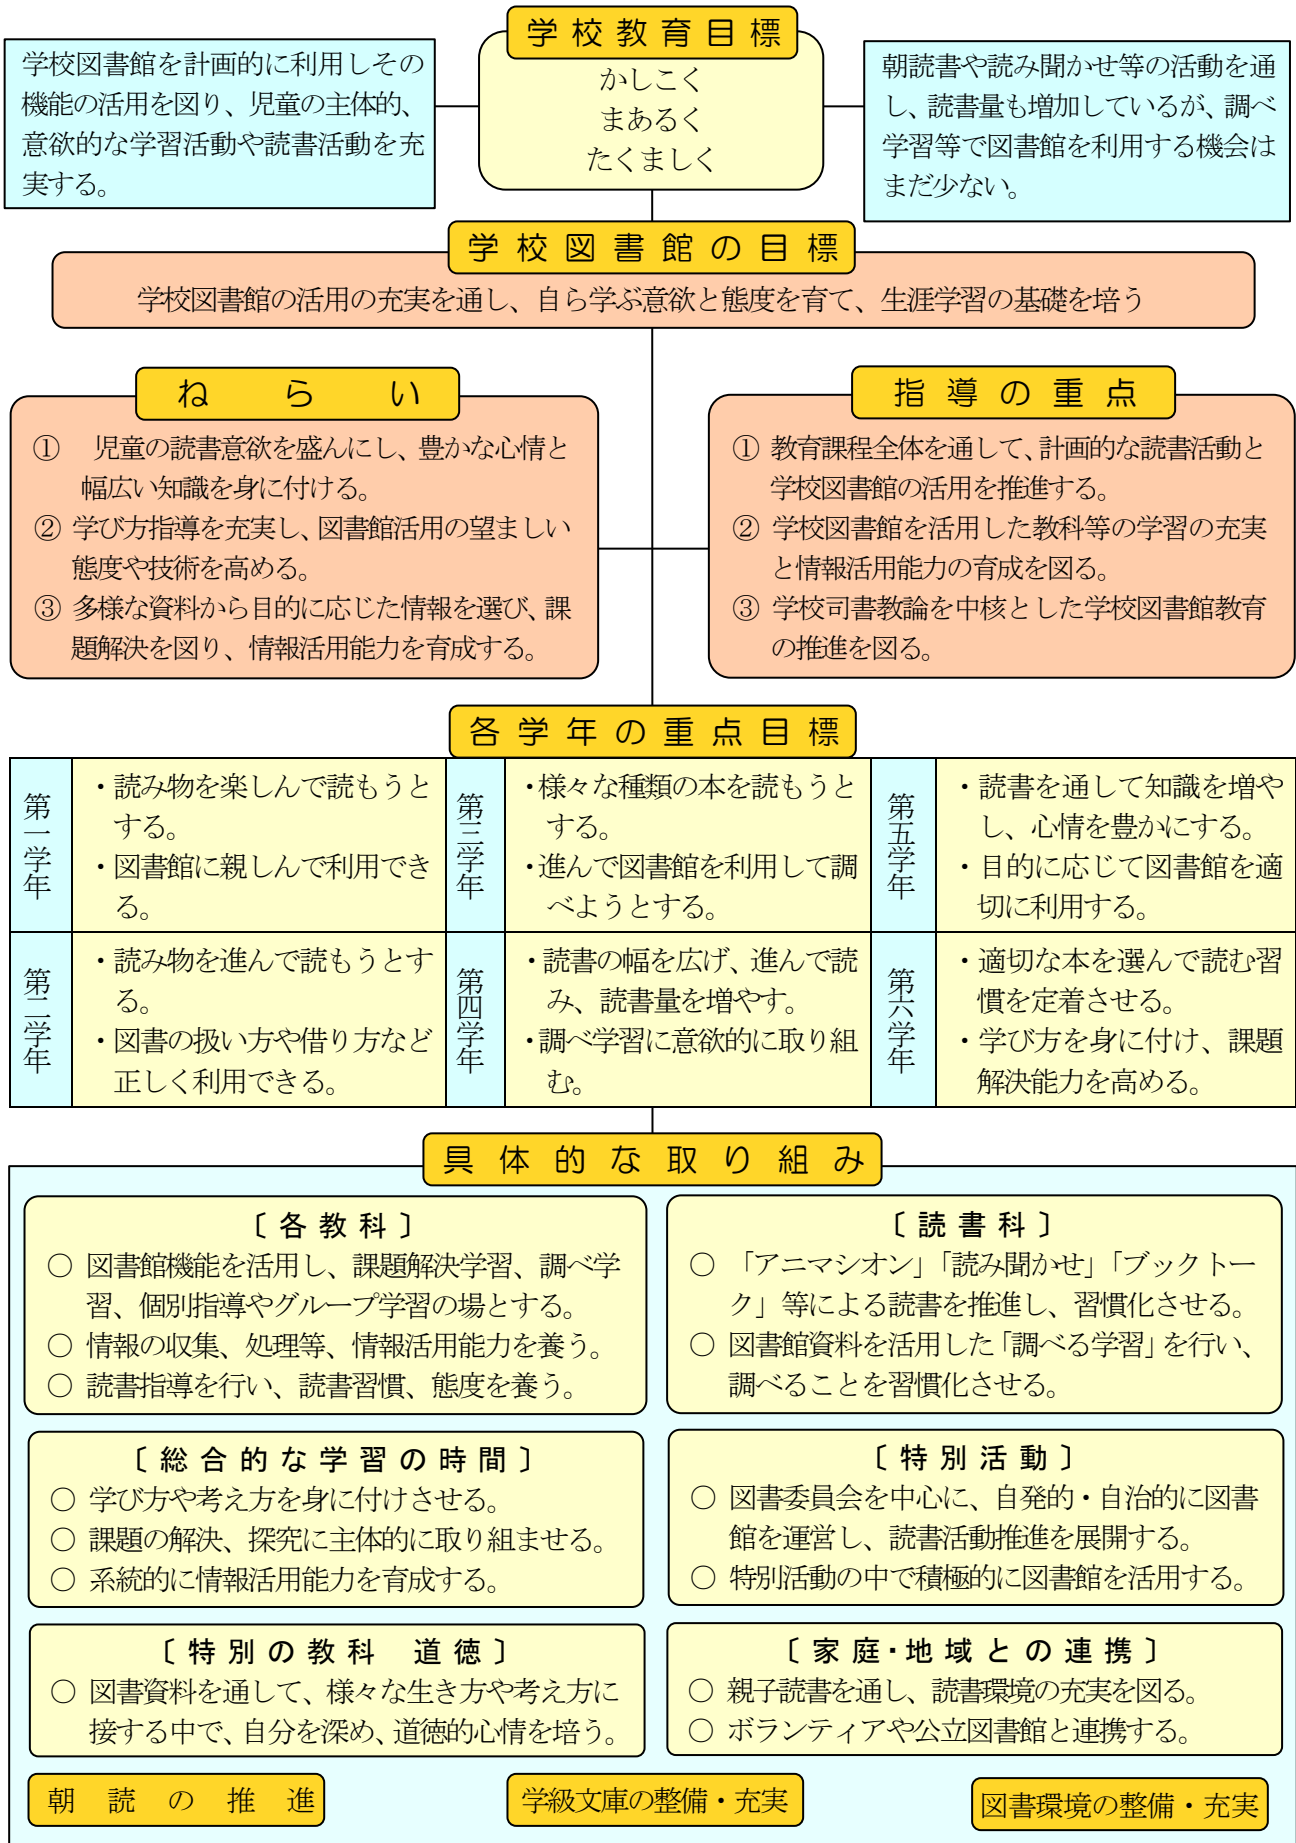 学校教育目標
かしこく
まあるく
たくましく
学校図書館を計画的に利用しその
機能の活用を図り、児童の主体的、
意欲的な学習活動や読書活動を充
実する。
朝読書や読み聞かせ等の活動を通
し、読書量も増加しているが、調べ
学習等で図書館を利用する機会は
まだ少ない。
学校図書館の目標
学校図書館の活用の充実を通し、自ら学ぶ意欲と態度を育て、生涯学習の基礎を培う
ねらい
① 児童の読書意欲を盛んにし、豊かな心情と
幅広い知識を身に付ける。
② 学び方指導を充実し、図書館活用の望ましい
態度や技術を高める。
③ 多様な資料から目的に応じた情報を選び、課
題解決を図り、情報活用能力を育成する。
指導の重点
① 教育課程全体を通して、計画的な読書活動と
学校図書館の活用を推進する。
② 学校図書館を活用した教科等の学習の充実
と情報活用能力の育成を図る。
③ 学校司書教論を中核とした学校図書館教育
の推進を図る。
各学年の重点目標
第一学年
・読み物を楽しんで読もうと
する。
・図書館に親しんで利用でき
る。
第三学年
・様々な種類の本を読もうと
する。
・進んで図書館を利用して調
べようとする。
第五学年
・読書を通して知識を増や
し、心情を豊かにする。
・目的に応じて図書館を適
切に利用する。
第二学年
・読み物を進んで読もうとす
る。
・図書の扱い方や借り方など
正しく利用できる。
第四学年
・読書の幅を広げ、進んで読
み、読書量を増やす。
・調べ学習に意欲的に取り組
む。
第六学年
・適切な本を選んで読む習
慣を定着させる。
・学び方を身に付け、課題
解決能力を高める。
具体的な取り組み
〔各教科〕
○ 図書館機能を活用し、課題解決学習、調べ学
習、個別指導やグループ学習の場とする。
○ 情報の収集、処理等、情報活用能力を養う。
○ 読書指導を行い、読書習慣、態度を養う。
〔読書科〕
○ 「アニマシオン」「読み聞かせ」「ブックトー
ク」等による読書を推進し、習慣化させる。
○ 図書館資料を活用した「調べる学習」を行い、
調べることを習慣化させる。
〔総合的な学習の時間〕
○ 学び方や考え方を身に付けさせる。
○ 課題の解決、探究に主体的に取り組ませる。
○ 系統的に情報活用能力を育成する。
〔特別活動〕
○ 図書委員会を中心に、自発的・自治的に図書
館を運営し、読書活動推進を展開する。
○ 特別活動の中で積極的に図書館を活用する。
〔特別の教科 道徳〕
○ 図書資料を通して、様々な生き方や考え方に
接する中で、自分を深め、道徳的心情を培う。
〔家庭・地域との連携〕
○ 親子読書を通し、読書環境の充実を図る。
○ ボランティアや公立図書館と連携する。
朝読の推進
学級文庫の整備・充実
図書環境の整備・充実